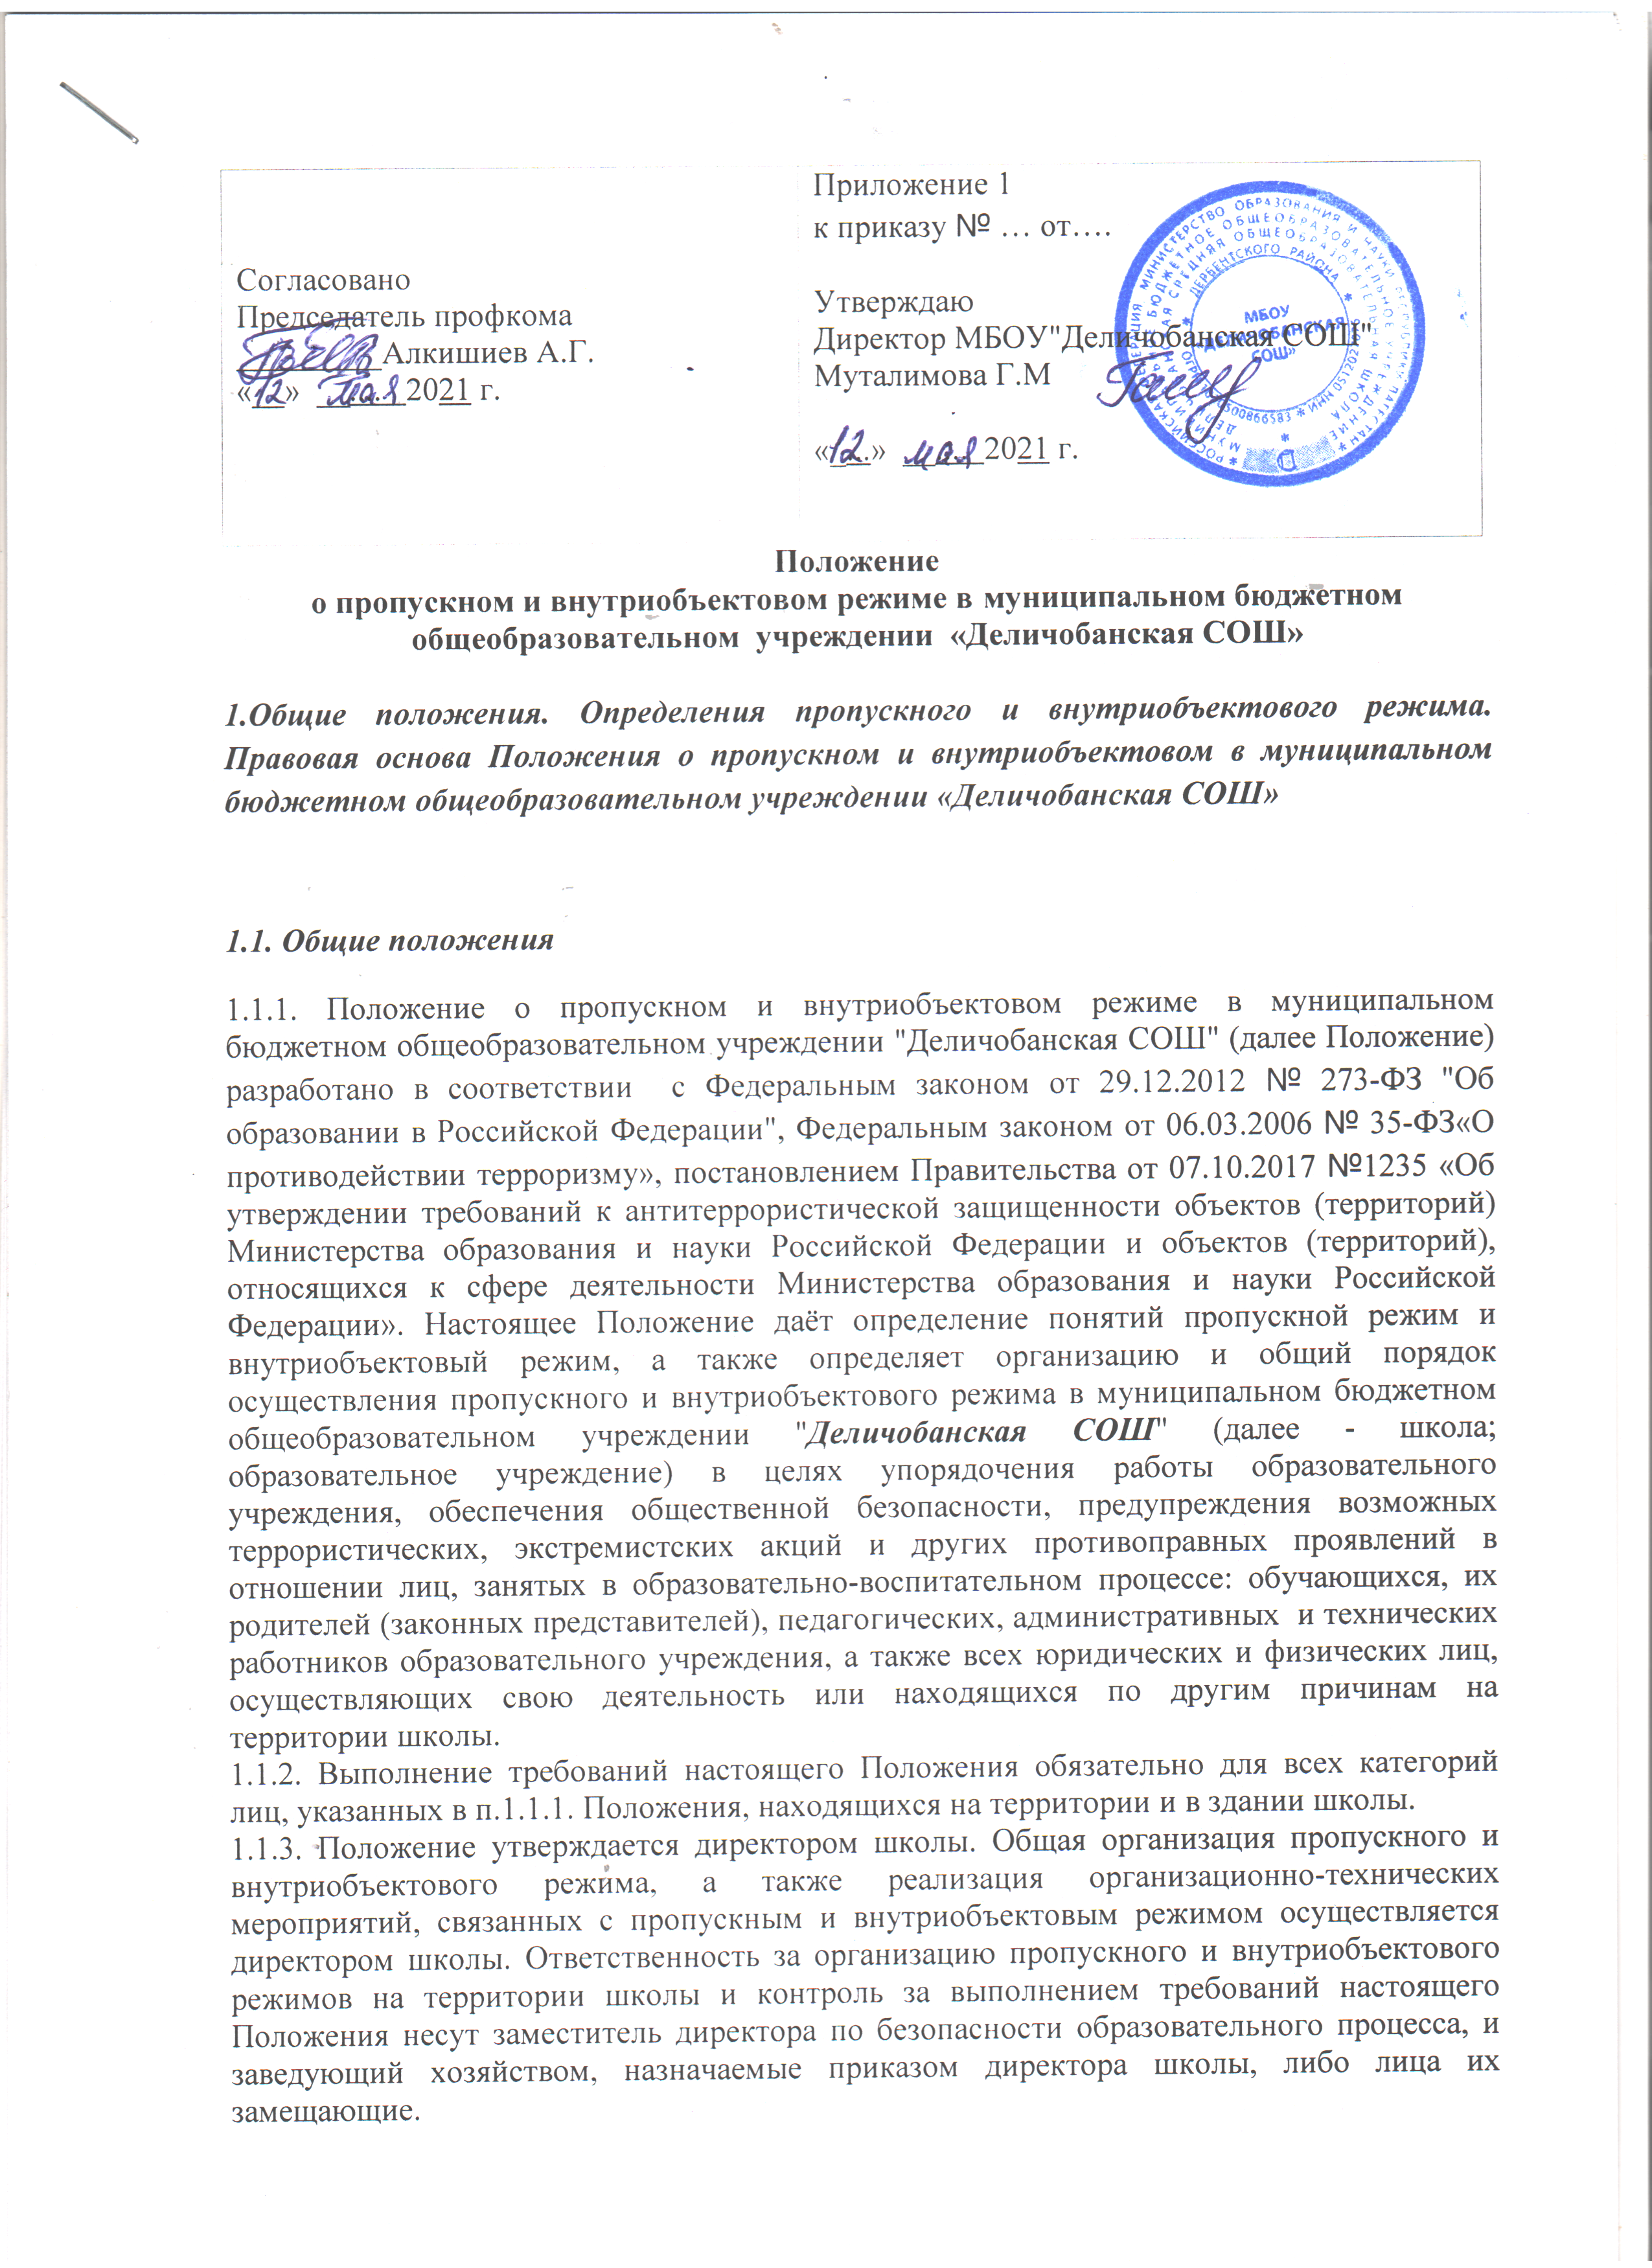 Приложение 1
к приказу № … от….
Согласовано
Председатель профкома
Алкишиев А.Г.
«12» мая 2021 г.
Утверждаю
Директор МБОУ"Деличобанская СОШ"
Муталимова Г.М
«12.» мая 2021 г.
МБОУ
«ДЕЛИЧОБАНСКАЯ
СОШ»
ДЕРБЕНТСКОГО РАЙОНА
Положение
о пропускном и внутриобъектовом режиме в муниципальном бюджетном
общеобразовательном учреждении «Деличобанская СОШ»
1.Общие положения. Определения пропускного и внутриобъектового режима.
Правовая основа Положения о пропускном и внутриобъектовом в муниципальном
бюджетном общеобразовательном учреждении «Деличобанская СОШ»
1.1. Общие положения
1.1.1. Положение о пропускном и внутриобъектовом режиме в муниципальном
бюджетном общеобразовательном учреждении "Деличобанская СОШ" (далее Положение)
разработано в соответствии с Федеральным законом от 29.12.2012 № 273-ФЗ "Об
образовании в Российской Федерации", Федеральным законом от 06.03.2006 № 35-ФЗ«О
противодействии терроризму», постановлением Правительства от 07.10.2017 №1235 «Об
утверждении требований к антитеррористической защищенности объектов (территорий)
Министерства образования и науки Российской Федерации и объектов (территорий),
относящихся к сфере деятельности Министерства образования и науки Российской
Федерации». Настоящее Положение даёт определение понятий пропускной режим и
внутриобъектовый режим, а также определяет организацию и общий порядок
осуществления пропускного и внутриобъектового режима в муниципальном бюджетном
общеобразовательном учреждении "Деличобанская СОШ" (далее - школа;
образовательное учреждение) в целях упорядочения работы образовательного
учреждения, обеспечения общественной безопасности, предупреждения возможных
террористических, экстремистских акций и других противоправных проявлений в
отношении лиц, занятых в образовательно-воспитательном процессе: обучающихся, их
родителей (законных представителей), педагогических, административных и технических
работников образовательного учреждения, а также всех юридических и физических лиц,
осуществляющих свою деятельность или находящихся по другим причинам на
территории школы.
1.1.2. Выполнение требований настоящего Положения обязательно для всех категорий
лиц, указанных в п.1.1.1. Положения, находящихся на территории и в здании школы.
1.1.3. Положение утверждается директором школы. Общая организация пропускного и
внутриобъектового режима, а также реализация организационно-технических
мероприятий, связанных с пропускным и внутриобъектовым режимом осуществляется
директором школы. Ответственность за организацию пропускного и внутриобъектового
режимов на территории школы и контроль за выполнением требований настоящего
Положения несут заместитель директора по безопасности образовательного процесса, и
заведующий хозяйством, назначаемые приказом директора школы, либо лица их
замещающие.